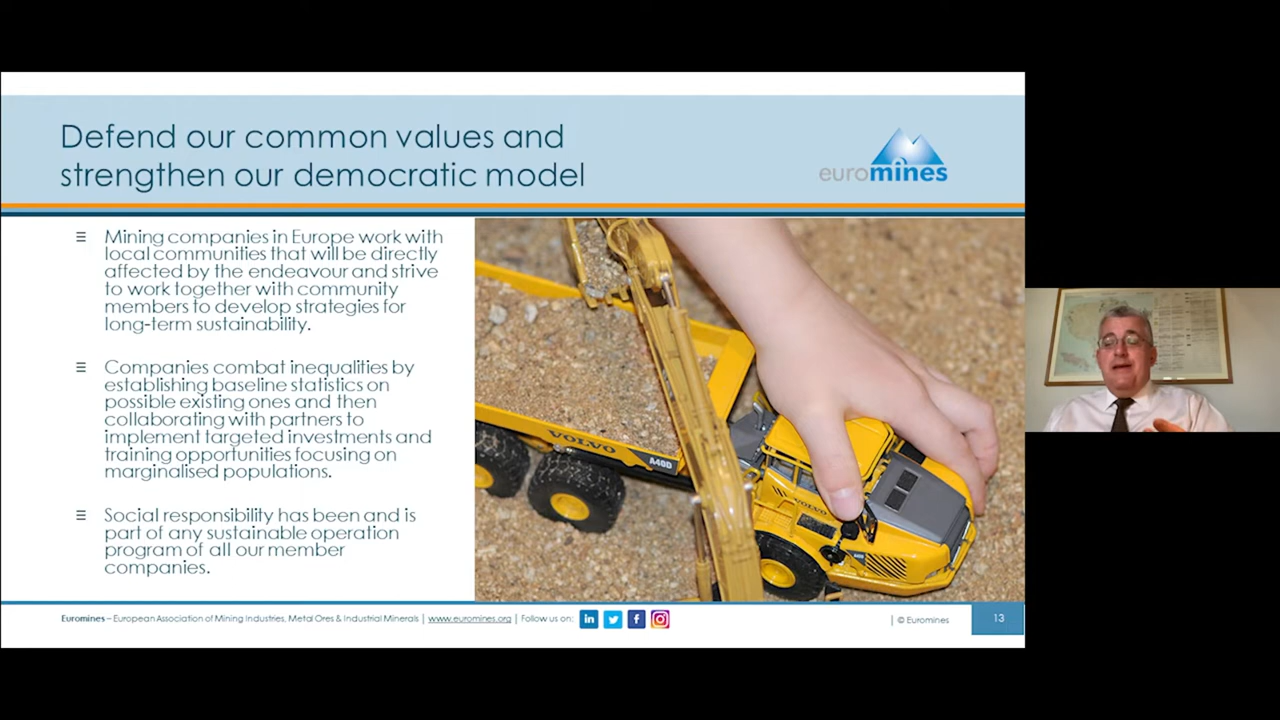 Defend our common values and
strengthen our democratic model
euromines
Mining companies in Europe work with
local communities that will be directly
affected by the endeavour and strive
to work together with community
members to develop strategies for
long-term sustainability.
Companies combat inequalities by
establishing baseline statistics on
possible existing ones and then
collaborating with partners to
implement targeted investments and
training opportunities focusing on
marginalised populations.
Social responsibility has been and is
part of any sustainable operation
program of all our member
companies.
VOLVO
A40D
VOLVO
Euromines – European Association of Mining Industries, Metal Ores & Industrial Minerals | www.euromines.org | Follow us on:
| © Euromines
13